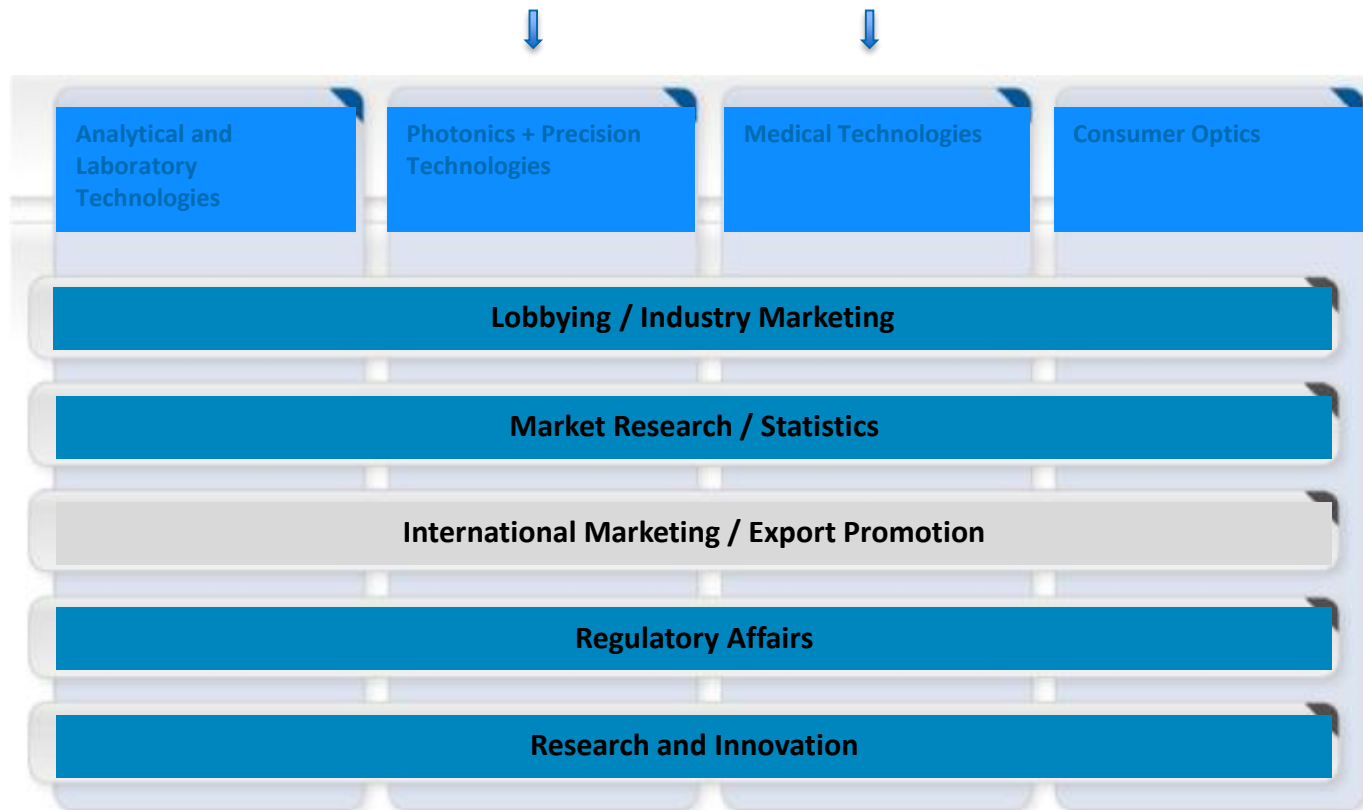 Analytical and
Laboratory
Technologies
Photonics + Precision
Technologies
Medical Technologies
Consumer Optics
Lobbying / Industry Marketing
Market Research / Statistics
International Marketing / Export Promotion
Regulatory Affairs
Research and Innovation